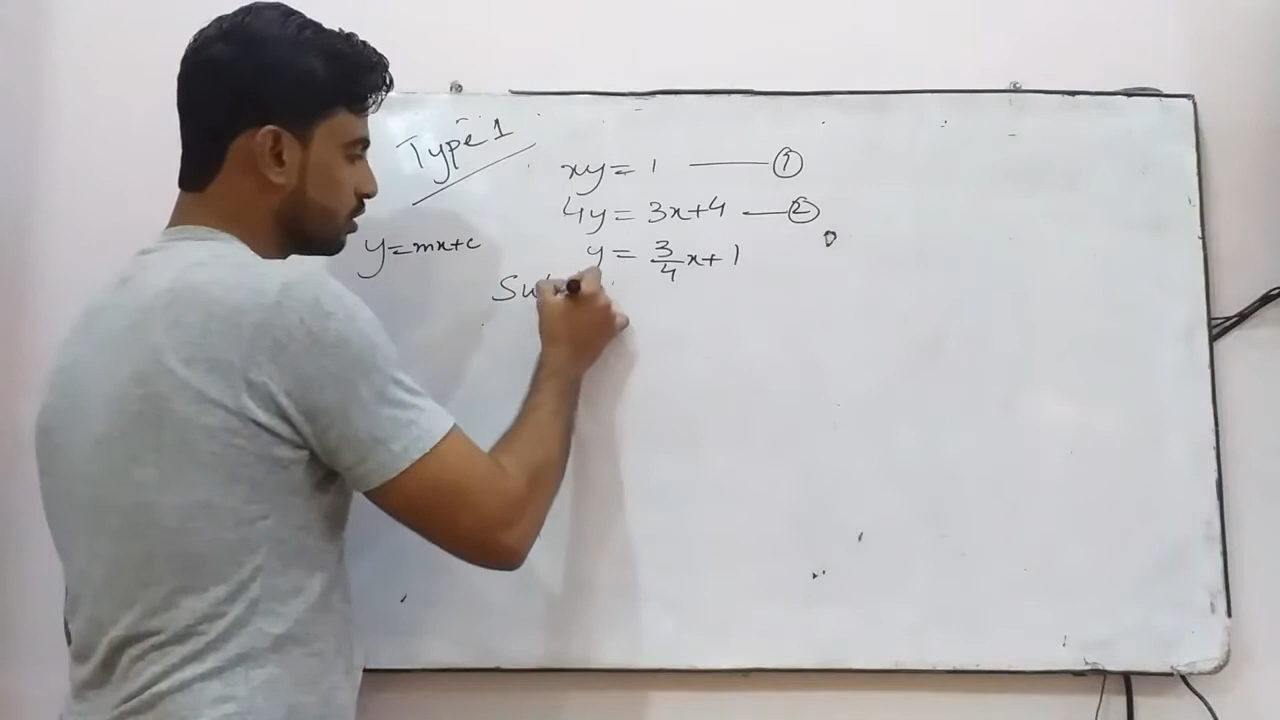 Type 1
xy = 1 —— ①
4y = 3x+4 —— ②
y=mx+c
y = 3/4 x+1